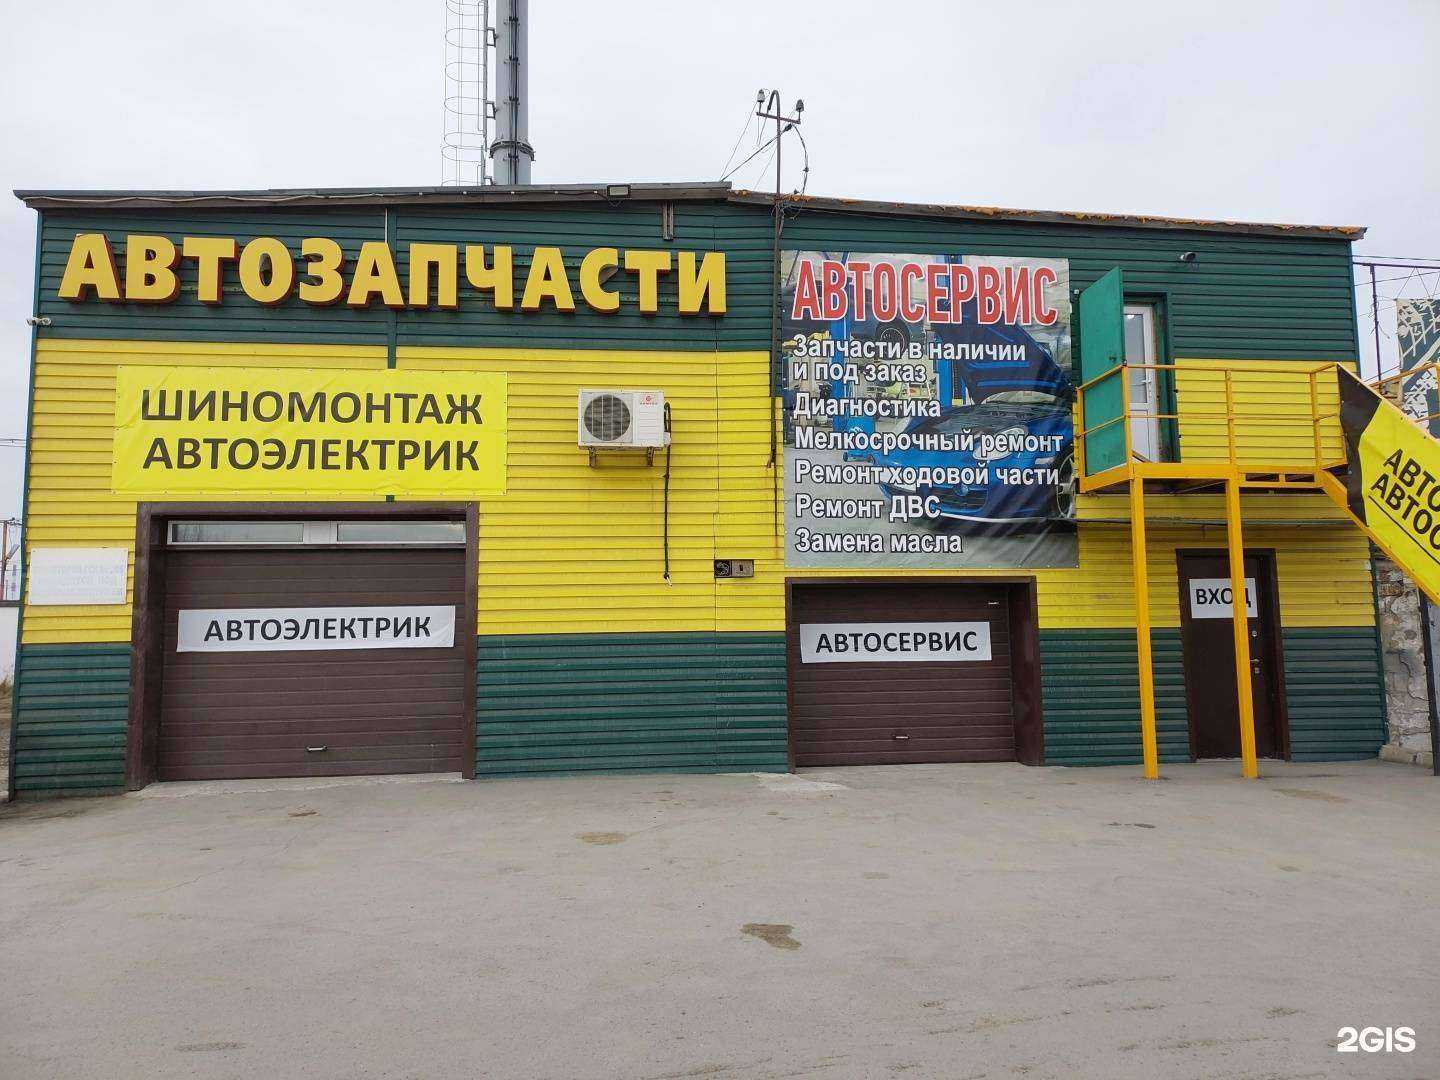 АВТОЗАПЧАСТИ
ШИНОМОНТАЖ
АВТОЭЛЕКТРИК
АВТОЭЛЕКТРИК
АВТОСЕРВИС
Запчасти в наличии
и под заказ
Диагностика
Мелкосрочный ремонт
Ремонт ходовой части
Ремонт ДВС
Замена масла
АВТОСЕРВИС
ВХОД
2GIS